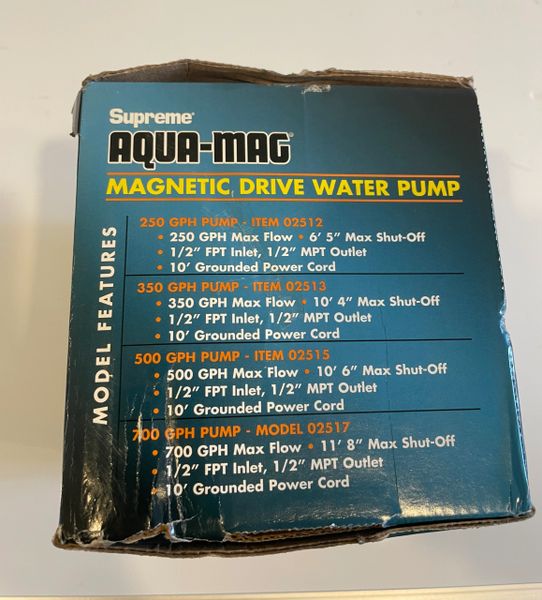 Supreme®
AQUA-MAG®
MAGNETIC DRIVE WATER PUMP
MODEL FEATURES
250 GPH PUMP - ITEM 02512
• 250 GPH Max Flow • 6' 5" Max Shut-Off
• 1/2" FPT Inlet, 1/2" MPT Outlet
• 10' Grounded Power Cord
350 GPH PUMP - ITEM 02513
• 350 GPH Max Flow • 10' 4" Max Shut-Off
• 1/2" FPT Inlet, 1/2" MPT Outlet
• 10' Grounded Power Cord
500 GPH PUMP - ITEM 02515
• 500 GPH Max Flow • 10' 6" Max Shut-Off
• 1/2" FPT Inlet, 1/2" MPT Outlet
• 10' Grounded Power Cord
700 GPH PUMP - MODEL 02517
• 700 GPH Max Flow • 11' 8" Max Shut-Off
• 1/2" FPT Inlet, 1/2" MPT Outlet
• 10' Grounded Power Cord